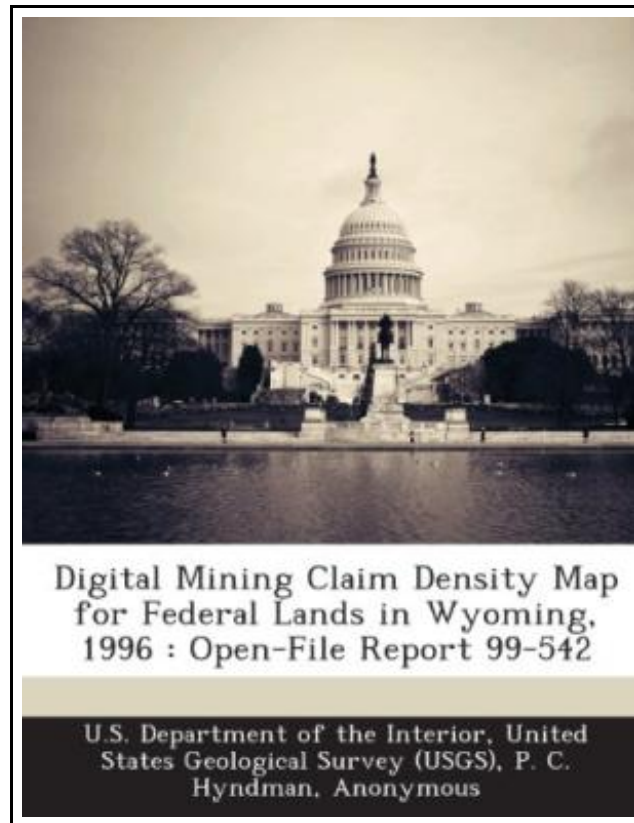 Digital Mining Claim Density Map
for Federal Lands in Wyoming,
1996 : Open-File Report 99-542
U.S. Department of the Interior, United
States Geological Survey (USGS), P. C.
Hyndman, Anonymous